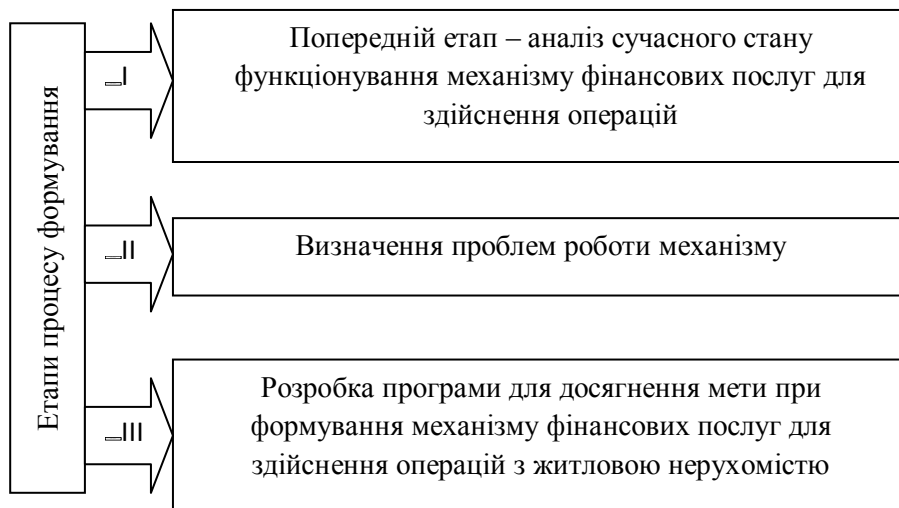 Етапи процесу формування
I
Попередній етап – аналіз сучасного стану
функціонування механізму фінансових послуг для
здійснення операцій
II
Визначення проблем роботи механізму
III
Розробка програми для досягнення мети при
формування механізму фінансових послуг для
здійснення операцій з житловою нерухомістю